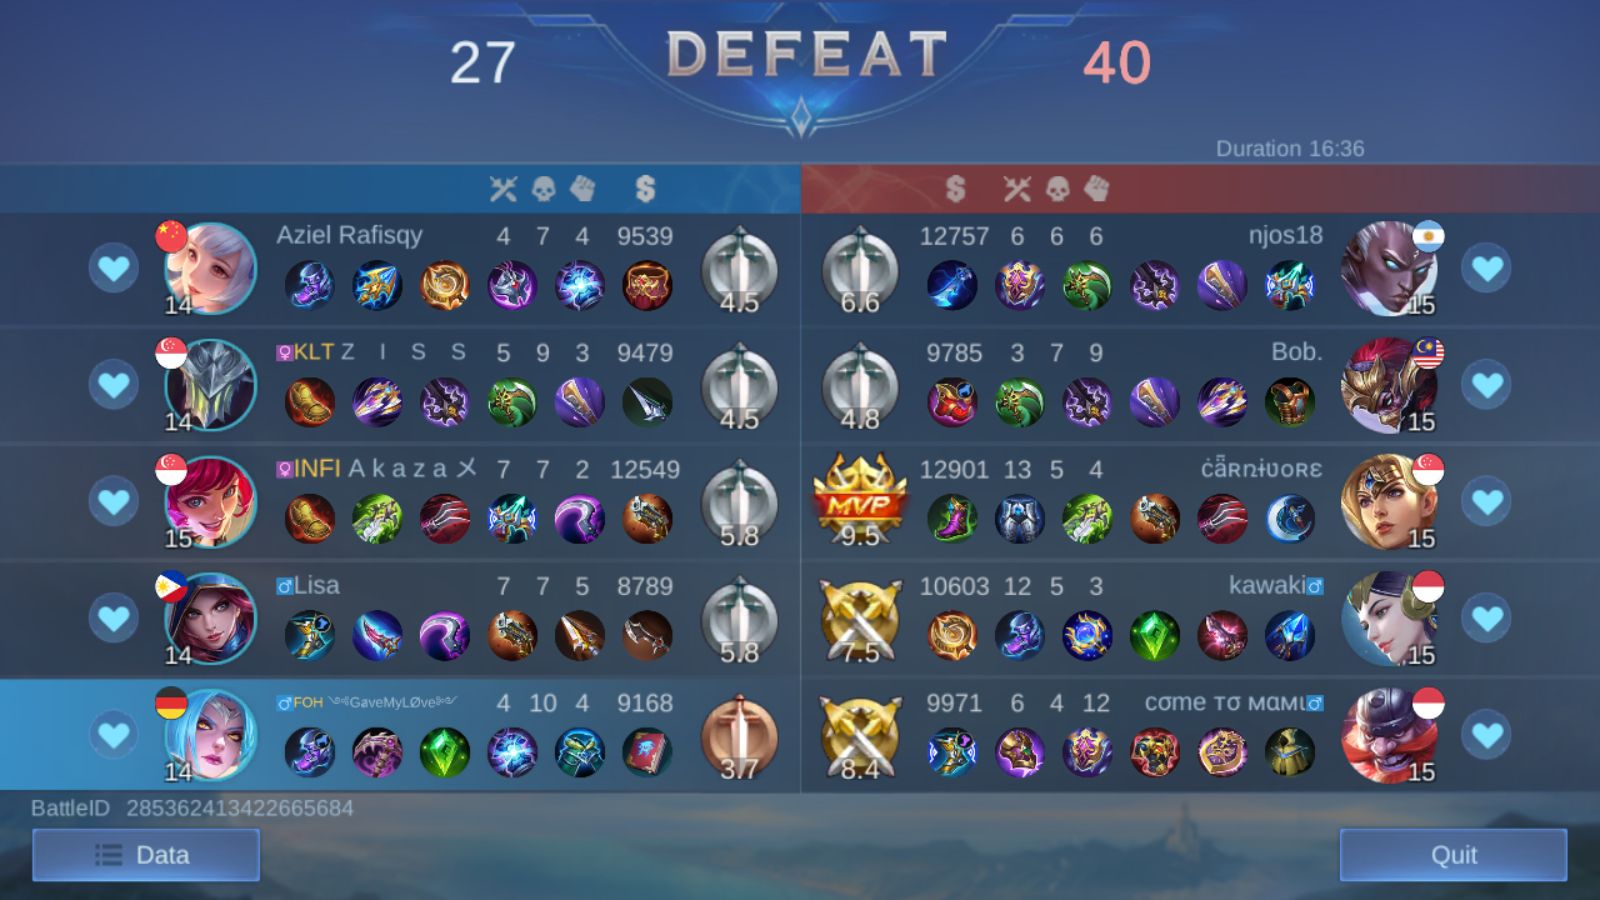 27 DEFEAT 40
Duration 16:36
Aziel Rafisqy 4 7 4 9539
14 4.5
6.6 12757 6 6 6 njos18
15
KLT Z I S S 5 9 3 9479
14 4.5
4.8 9785 3 7 9 Bob.
15
INFI A k a z a メ 7 7 2 12549
15 5.8
MVP 9.5 12901 13 5 4
15
Lisa 7 7 5 8789
14 5.8
7.5 10603 12 5 3 kawaki
15
FOH ༺GaveMyLØve༻ 4 10 4 9168
14 3.7
8.4 9971 6 4 12 cσme тσ мαмι
15
BattleID 285362413422665684
Data
Quit